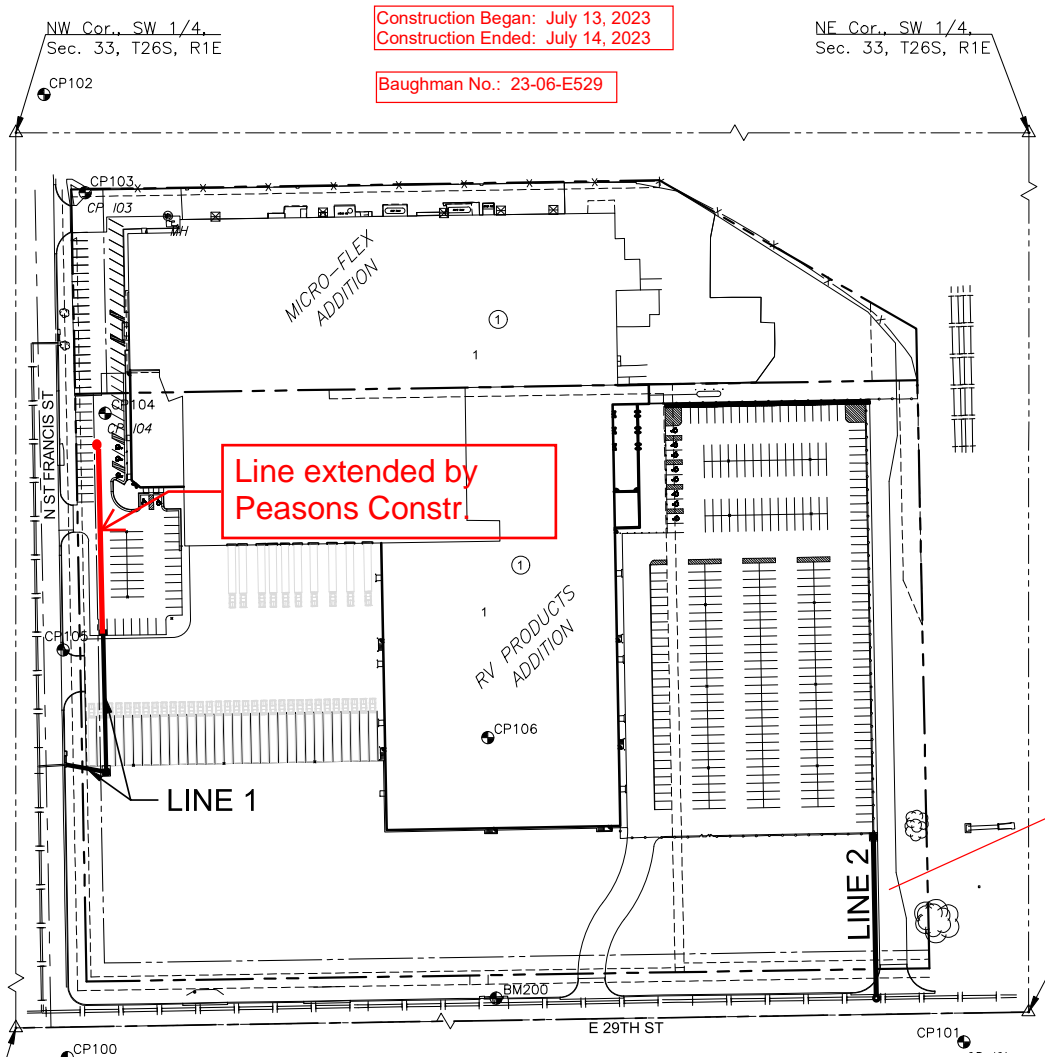 Construction Began: July 13, 2023
Construction Ended: July 14, 2023
NW Cor., SW 1/4,
Sec. 33, T26S, R1E
NE Cor., SW 1/4,
Sec. 33, T26S, R1E
Baughman No.: 23-06-E529
CP102
CP103
CP 103
MH
MICRO-FLEX
ADDITION
1
1
CP104
CP 104
N ST FRANCIS ST
Line extended by
Peasons Constr.
1
1
RV PRODUCTS
ADDITION
CP105
CP106
LINE 1
LINE 2
BM200
E 29TH ST
CP100
CP101